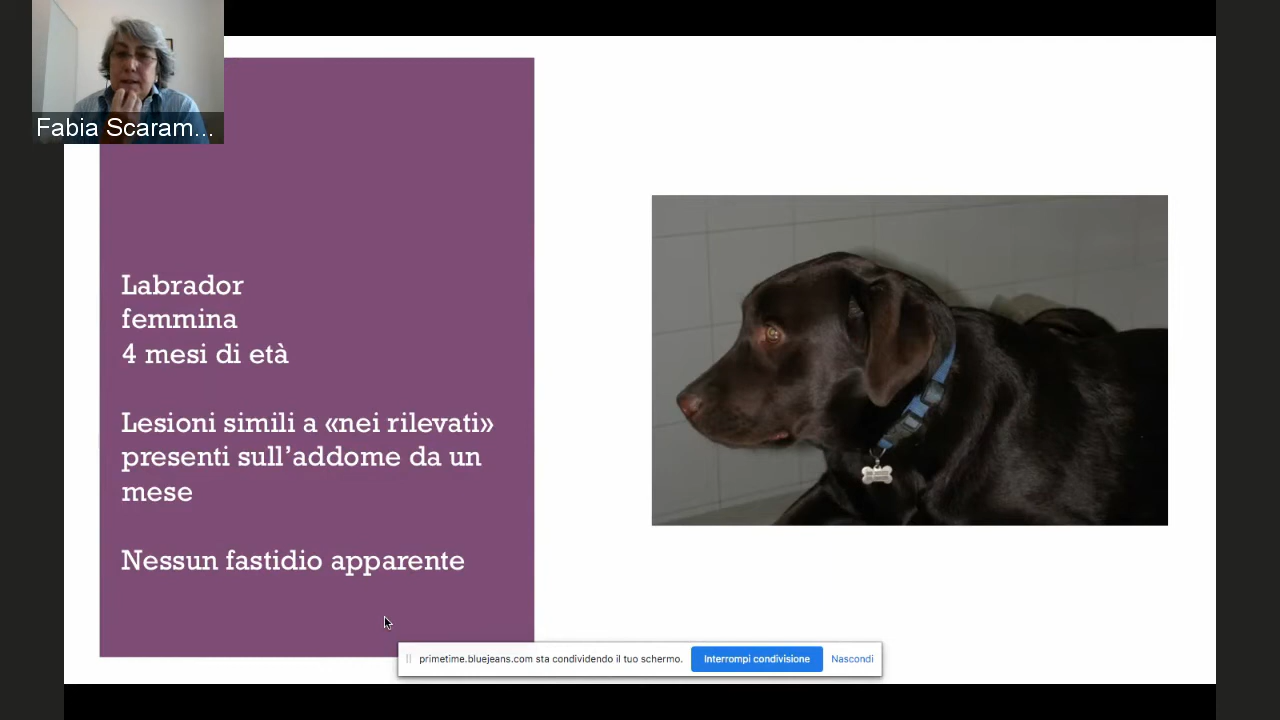 Fabia Scaram...
Labrador
femmina
4 mesi di età
Lesioni simili a «nei rilevati»
presenti sull’addome da un
mese
Nessun fastidio apparente
primetime.bluejeans.com sta condividendo il tuo schermo.
Interrompi condivisione
Nascondi